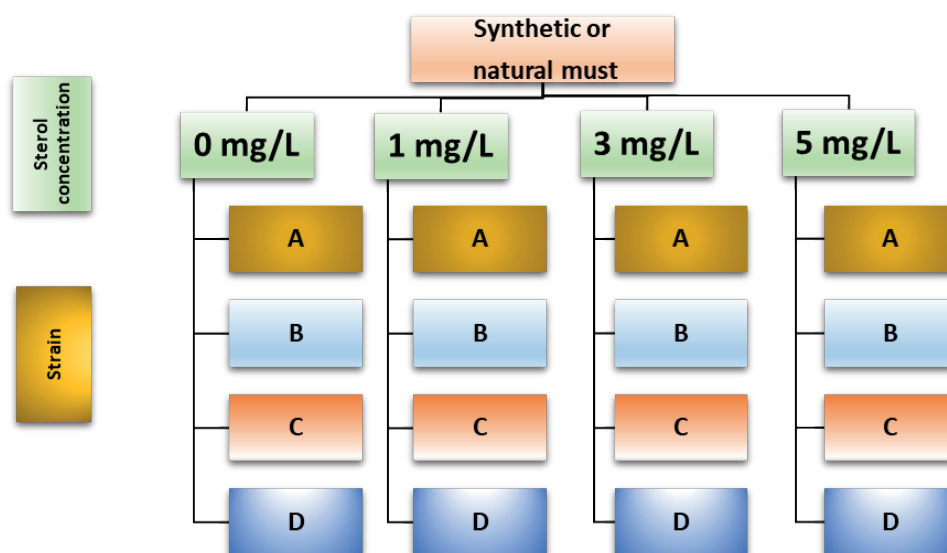 Synthetic or
natural must
Sterol
concentration
0 mg/L
1 mg/L
3 mg/L
5 mg/L
A
A
A
A
Strain
B
B
B
B
C
C
C
C
D
D
D
D